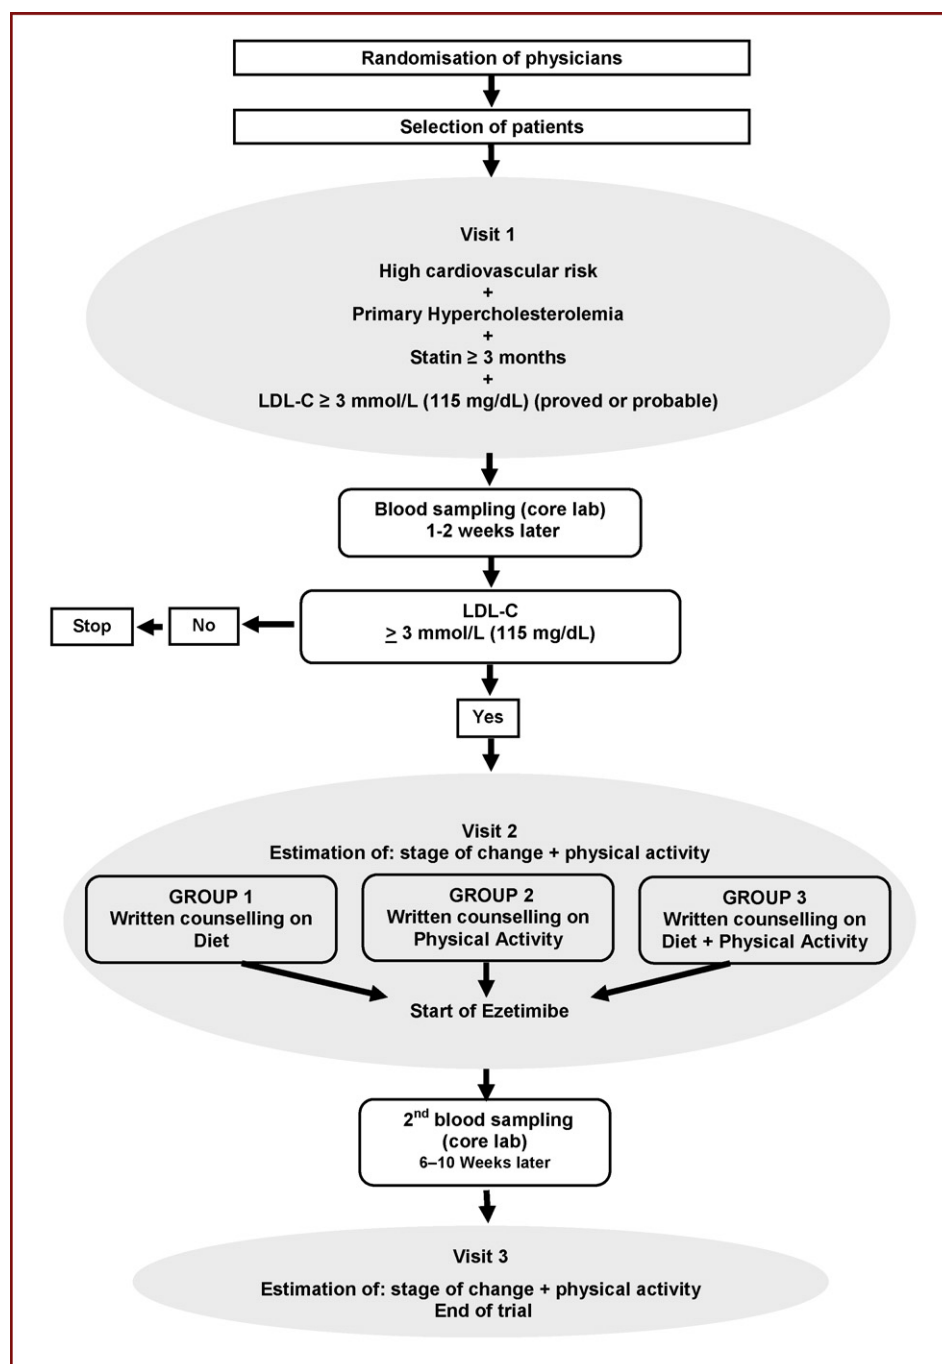 Randomisation of physicians
Selection of patients
Visit 1
High cardiovascular risk
+
Primary Hypercholesterolemia
+
Statin ≥ 3 months
+
LDL-C ≥ 3 mmol/L (115 mg/dL) (proved or probable)
Blood sampling (core lab)
1-2 weeks later
LDL-C
≥ 3 mmol/L (115 mg/dL)
No
Stop
Yes
Visit 2
Estimation of: stage of change + physical activity
GROUP 1
Written counselling on
Diet
GROUP 2
Written counselling on
Physical Activity
GROUP 3
Written counselling on
Diet + Physical Activity
Start of Ezetimibe
2nd blood sampling
(core lab)
6–10 Weeks later
Visit 3
Estimation of: stage of change + physical activity
End of trial